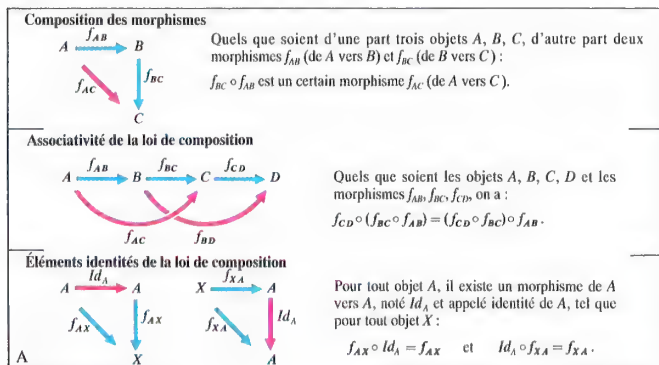 Composition des morphismes
A f_AB B
f_AC f_BC
C
Quels que soient d'une part trois objets A, B, C, d'autre part deux
morphismes f_AB (de A vers B) et f_BC (de B vers C) :
f_BC ∘ f_AB est un certain morphisme f_AC (de A vers C).
Associativité de la loi de composition
f_AB f_BC f_CD
A B C D
f_AC f_BD
Quels que soient les objets A, B, C, D et les
morphismes f_AB, f_BC, f_CD, on a :
f_CD ∘ (f_BC ∘ f_AB) = (f_CD ∘ f_BC) ∘ f_AB.
Éléments identités de la loi de composition
Id_A f_XA
A A X A
f_AX f_AX f_XA Id_A
X A
Pour tout objet A, il existe un morphisme de A
vers A, noté Id_A et appelé identité de A, tel que
pour tout objet X :
f_AX ∘ Id_A = f_AX et Id_A ∘ f_XA = f_XA.
A